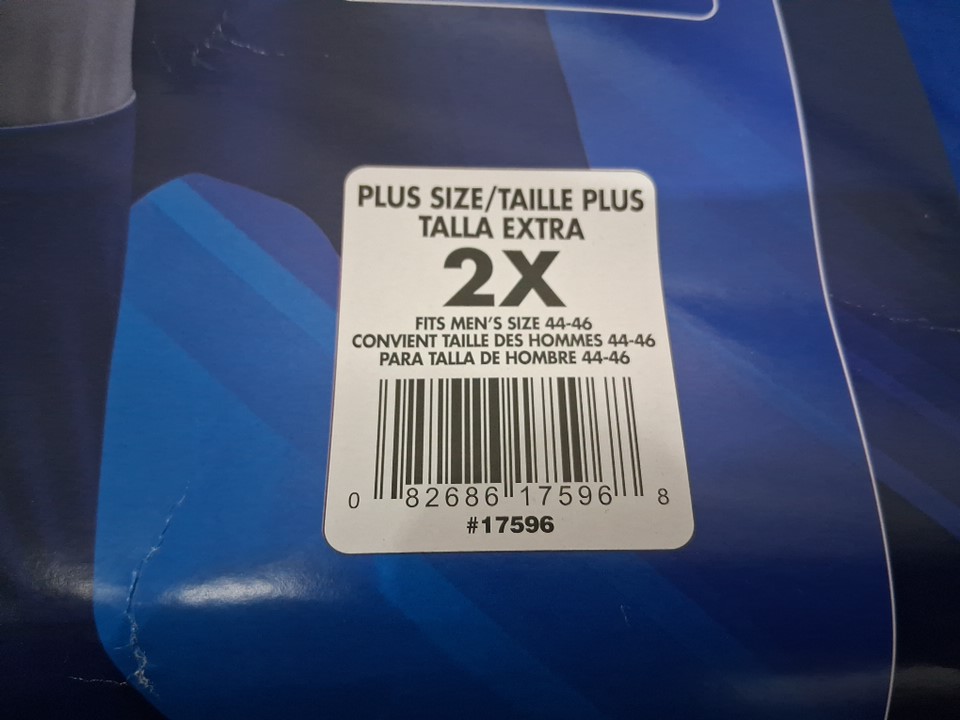 PLUS SIZE/TAILLE PLUS
TALLA EXTRA
2X
FITS MEN'S SIZE 44-46
CONVIENT TAILLE DES HOMMES 44-46
PARA TALLA DE HOMBRE 44-46
0 82686 17596 8
#17596